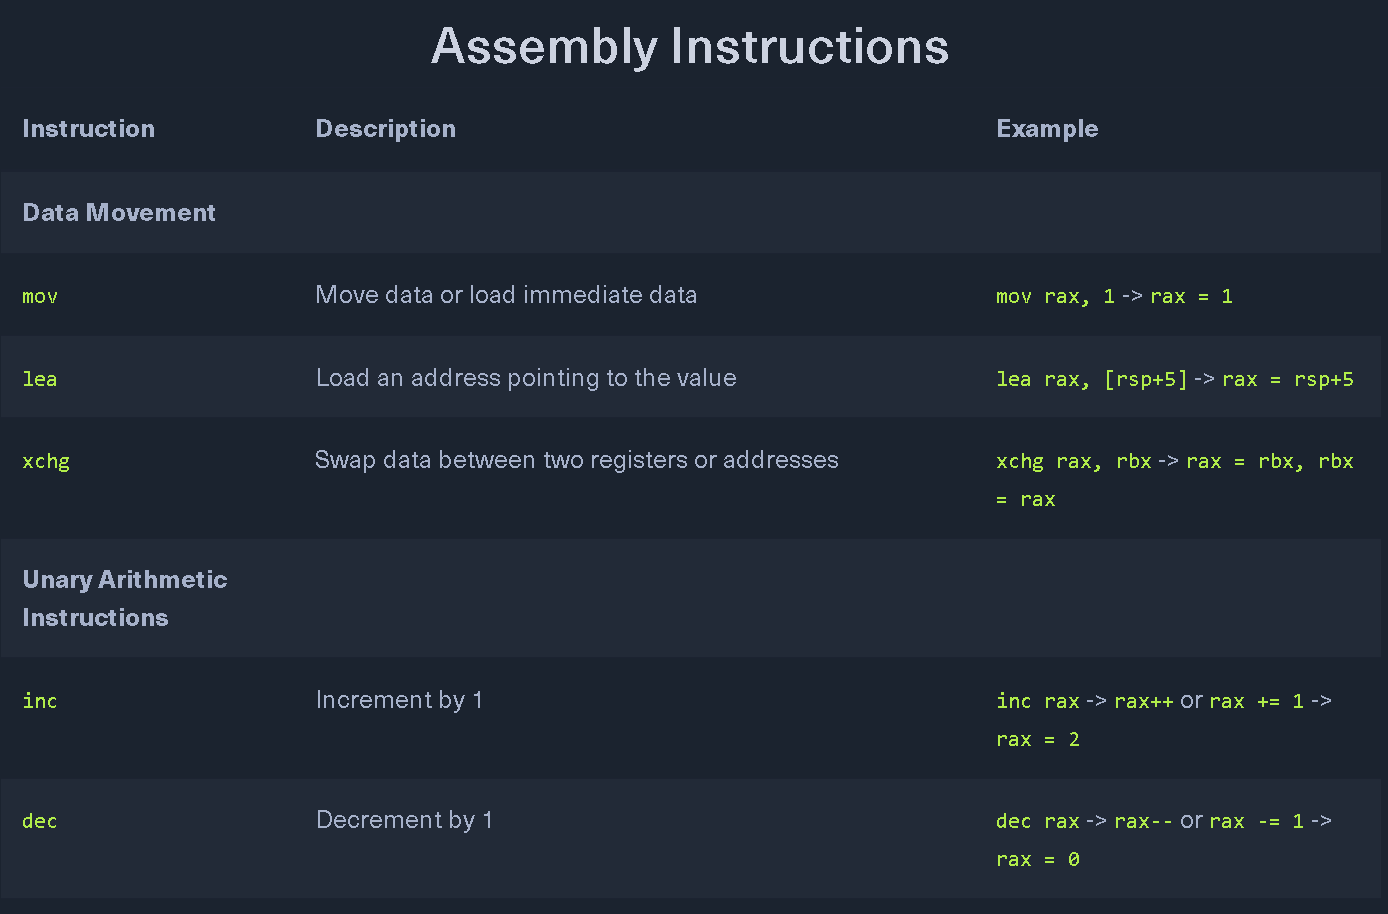 Assembly Instructions
Instruction Description Example
Data Movement
mov Move data or load immediate data mov rax, 1 -> rax = 1
lea Load an address pointing to the value lea rax, [rsp+5] -> rax = rsp+5
xchg Swap data between two registers or addresses xchg rax, rbx -> rax = rbx, rbx
= rax
Unary Arithmetic
Instructions
inc Increment by 1 inc rax -> rax++ or rax += 1 ->
rax = 2
dec Decrement by 1 dec rax -> rax-- or rax -= 1 ->
rax = 0